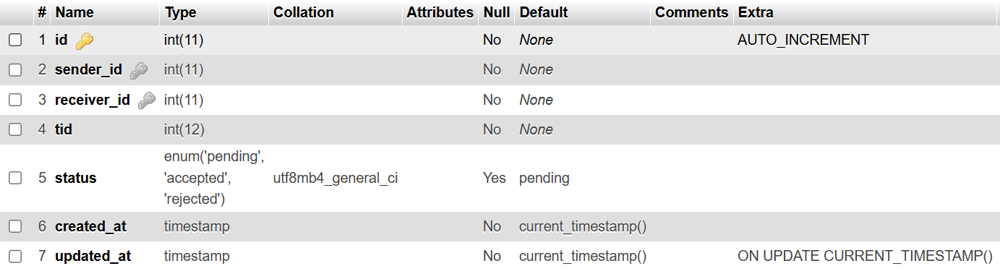 # Name Type Collation Attributes Null Default Comments Extra
1 id int(11) No None AUTO_INCREMENT
2 sender_id int(11) No None
3 receiver_id int(11) No None
4 tid int(12) No None
enum('pending',
5 status 'accepted', utf8mb4_general_ci Yes pending
'rejected')
6 created_at timestamp No current_timestamp()
7 updated_at timestamp No current_timestamp() ON UPDATE CURRENT_TIMESTAMP()